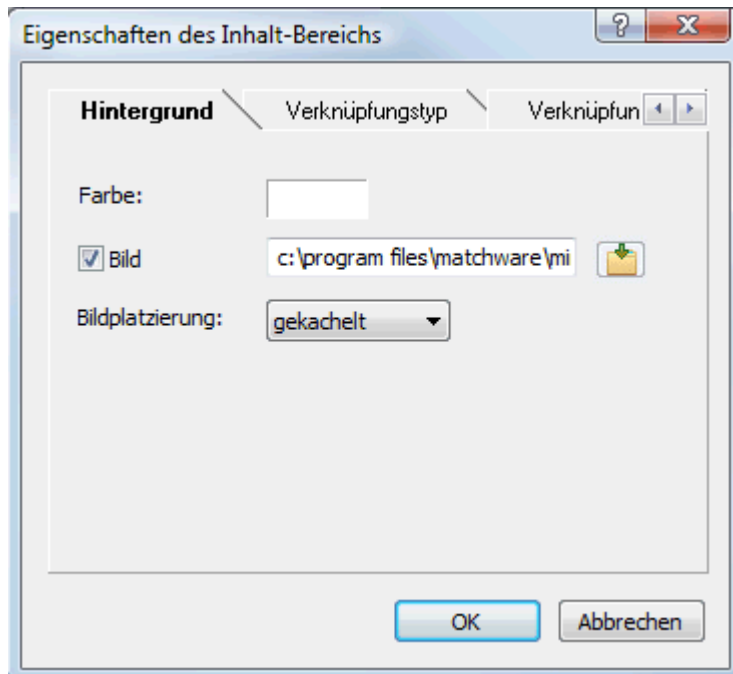 Eigenschaften des Inhalt-Bereichs
Hintergrund Verknüpfungstyp Verknüpfun
Farbe:
Bild c:\program files\matchware\mi
Bildplatzierung: gekachelt
OK Abbrechen